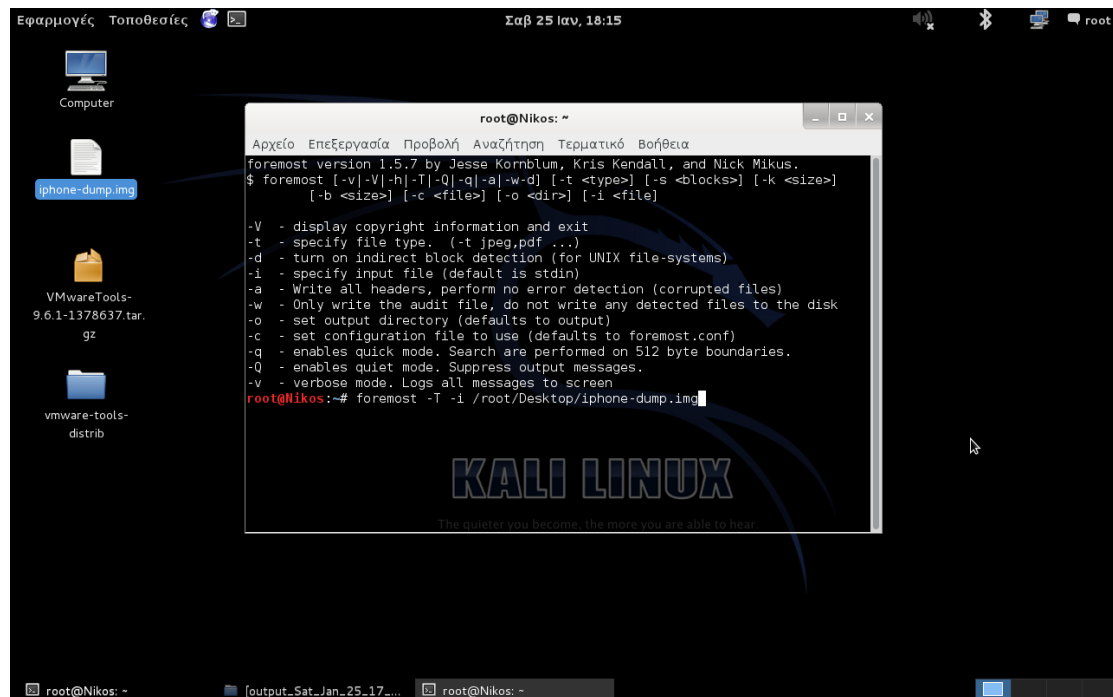 Εφαρμογές Τοποθεσίες Σαβ 25 Ιαν, 18:15 root
Computer
iphone-dump.img
VMwareTools-
9.6.1-1378637.tar.
gz
vmware-tools-
distrib
root@Nikos: ~
Αρχείο Επεξεργασία Προβολή Αναζήτηση Τερματικό Βοήθεια
foremost version 1.5.7 by Jesse Kornblum, Kris Kendall, and Nick Mikus.
$ foremost [-v|-V|-h|-T|-Q|-q|-a|-w-d] [-t <type>] [-s <blocks>] [-k <size>]
[-b <size>] [-c <file>] [-o <dir>] [-i <file]
-V - display copyright information and exit
-t - specify file type. (-t jpeg,pdf ...)
-d - turn on indirect block detection (for UNIX file-systems)
-i - specify input file (default is stdin)
-a - Write all headers, perform no error detection (corrupted files)
-w - Only write the audit file, do not write any detected files to the disk
-o - set output directory (defaults to output)
-c - set configuration file to use (defaults to foremost.conf)
-q - enables quick mode. Search are performed on 512 byte boundaries.
-Q - enables quiet mode. Suppress output messages.
-v - verbose mode. Logs all messages to screen
root@Nikos:~# foremost -T -i /root/Desktop/iphone-dump.img
KALI LINUX
The quieter you become, the more you are able to hear.
root@Nikos: ~ [output_Sat_Jan_25_17_... root@Nikos: ~